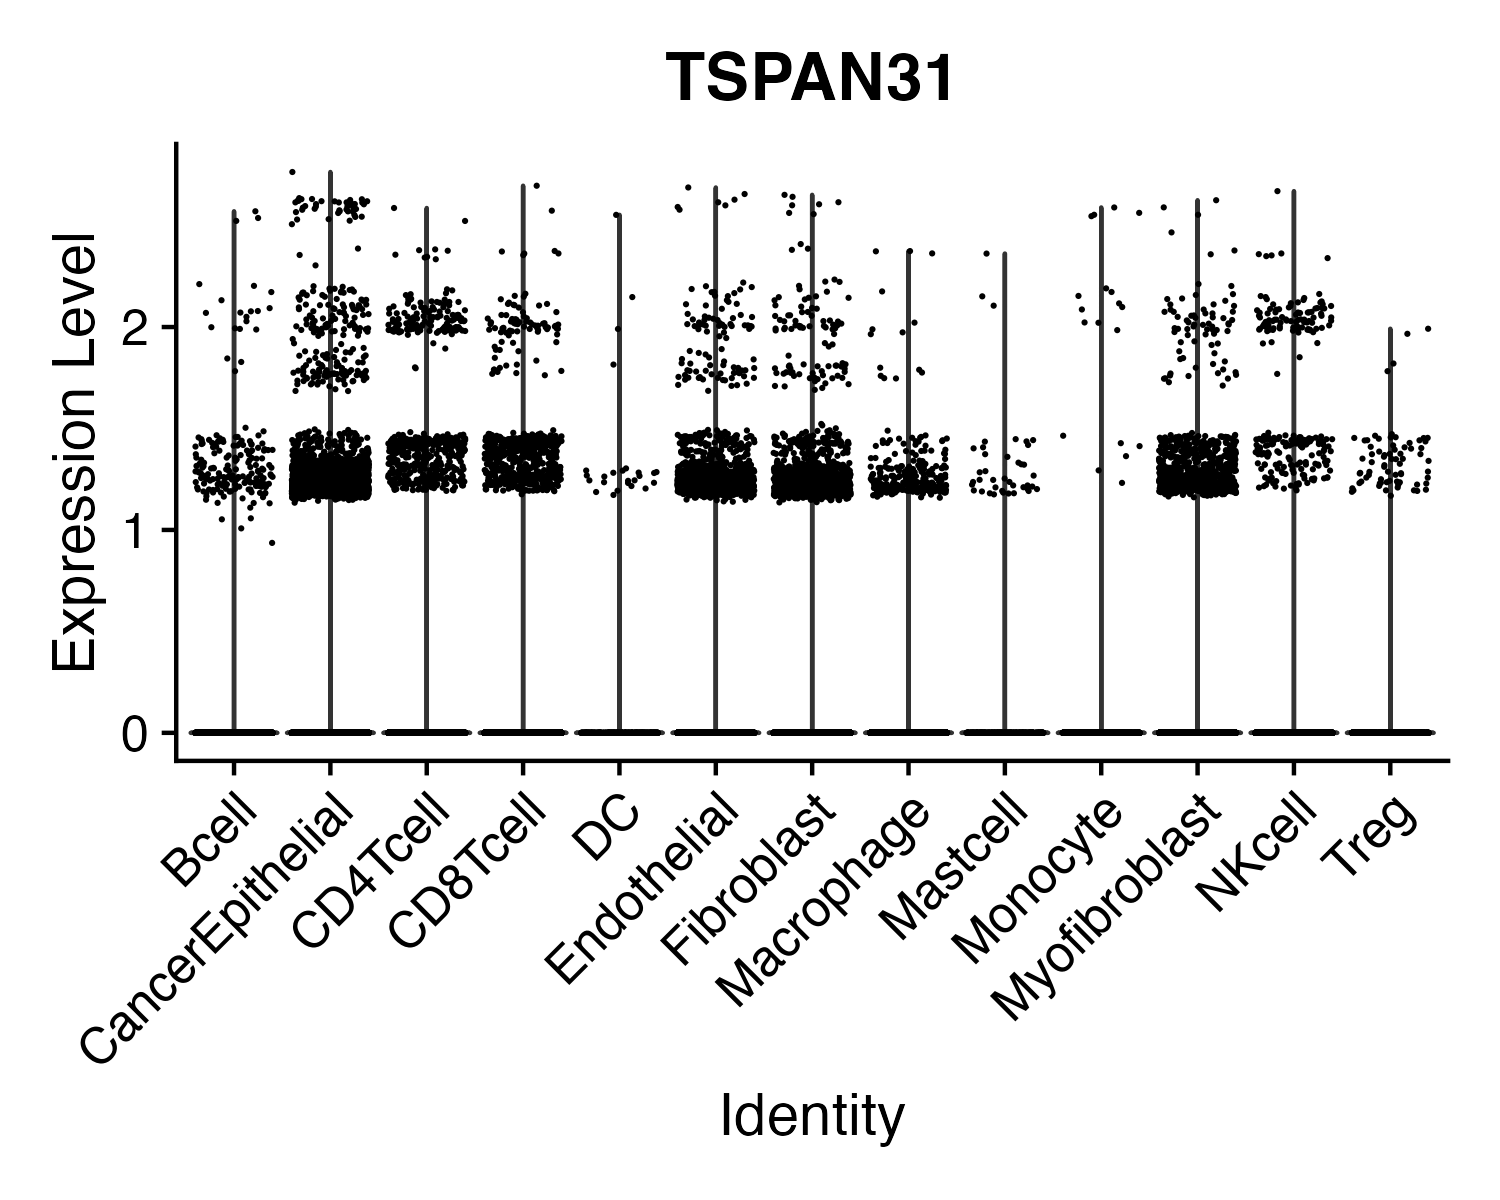 TSPAN31
Expression Level
2
1
0
Bcell
CancerEpithelial
CD4Tcell
CD8Tcell
DC
Endothelial
Fibroblast
Macrophage
Mastcell
Monocyte
Myofibroblast
NKcell
Treg
Identity